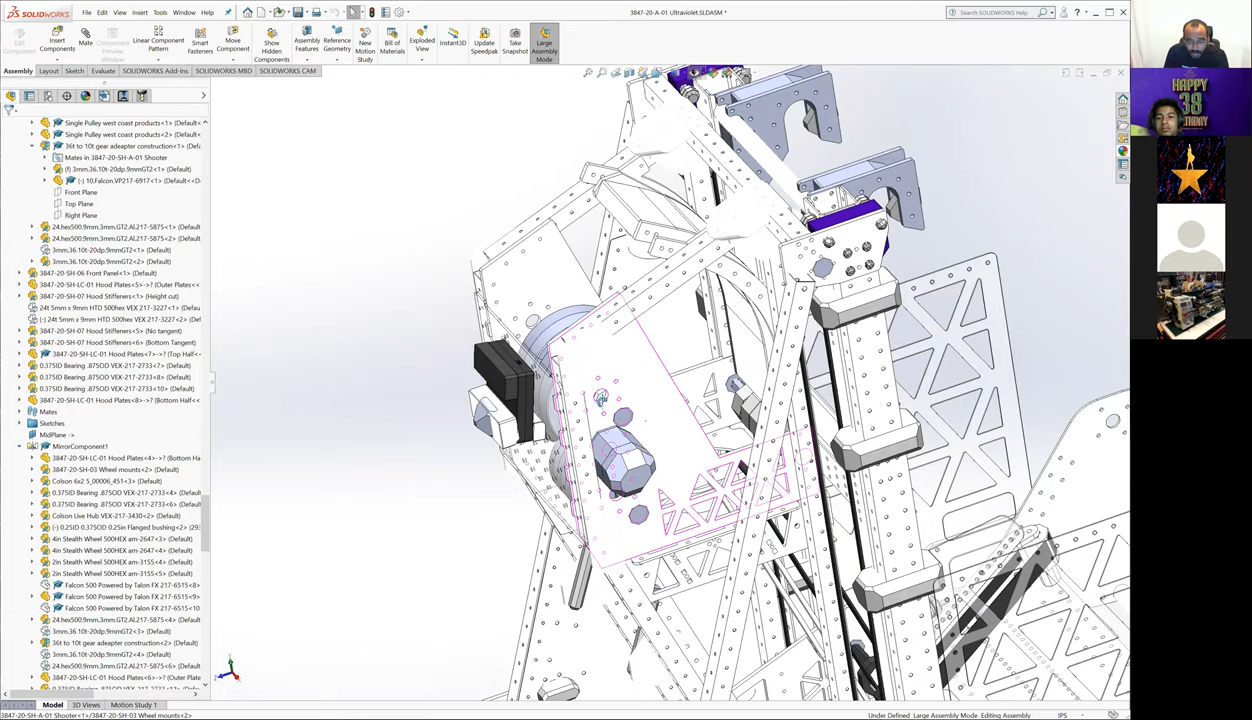 SOLIDWORKS
File
Edit
View
Insert
Tools
Window
3847-20-A-01 Ultraviolet.SLDASM *
Search SOLIDWORKS Help
Edit Component
Insert Components
Mate
Component Preview Window
Linear Component Pattern
Smart Fasteners
Move Component
Show Hidden Components
Assembly Features
Reference Geometry
New Motion Study
Bill of Materials
Exploded View
Instant3D
Update Speedpak
Take Snapshot
Large Assembly Mode
Assembly
Layout
Sketch
Evaluate
SOLIDWORKS Add-Ins
SOLIDWORKS MBD
SOLIDWORKS CAM
Single Pulley west coast products<1> (Default<
Single Pulley west coast products<2> (Default<
36t to 10t gear adeapter construction<1> (Defa
Mates in 3847-20-SH-A-01 Shooter
(f) 3mm.36.10t-20dp.9mmGT2<1> (Default)
(-) 10.Falcon.VP217-6917<1> (Default<<D
Front Plane
Top Plane
Right Plane
24.hex500.9mm.3mm.GT2.Al.217-5875<1> (Default)
24.hex500.9mm.3mm.GT2.Al.217-5875<2> (Default)
3mm.36.10t-20dp.9mmGT2<1> (Default)
3mm.36.10t-20dp.9mmGT2<2> (Default)
3847-20-SH-06 Front Panel<1> (Default)
3847-20-SH-LC-01 Hood Plates<5>->? (Outer Plates<
3847-20-SH-07 Hood Stiffeners<1> (Height cut)
24t 5mm x 9mm HTD 500hex VEX 217-3227<1> (Default)
(-) 24t 5mm x 9mm HTD 500hex VEX 217-3227<2> (Def
3847-20-SH-07 Hood Stiffeners<5> (No tangent)
3847-20-SH-07 Hood Stiffeners<6> (Bottom Tangent)
3847-20-SH-LC-01 Hood Plates<7>->? (Top Half<
0.375ID Bearing .875OD VEX-217-2733<7> (Default)
0.375ID Bearing .875OD VEX-217-2733<8> (Default)
0.375ID Bearing .875OD VEX-217-2733<10> (Default)
3847-20-SH-LC-01 Hood Plates<8>->? (Bottom Half<
Mates
Sketches
MidPlane ->
MirrorComponent1
3847-20-SH-LC-01 Hood Plates<4>->? (Bottom Ha
3847-20-SH-03 Wheel mounts<2> (Default)
Colson 6x2 5_00006_451<3> (Default)
0.375ID Bearing .875OD VEX-217-2733<4> (Default)
0.375ID Bearing .875OD VEX-217-2733<6> (Default)
Colson Live Hub VEX-217-3430<2> (Default)
(-) 0.25ID 0.375OD 0.25in Flanged bushing<2> (29
4in Stealth Wheel 500HEX am-2647<3> (Default)
4in Stealth Wheel 500HEX am-2647<4> (Default)
2in Stealth Wheel 500HEX am-3155<4> (Default)
2in Stealth Wheel 500HEX am-3155<5> (Default)
Falcon 500 Powered by Talon FX 217-6515<8>
Falcon 500 Powered by Talon FX 217-6515<9>
Falcon 500 Powered by Talon FX 217-6515<10
24.hex500.9mm.3mm.GT2.Al.217-5875<4> (Default)
3mm.36.10t-20dp.9mmGT2<3> (Default)
36t to 10t gear adeapter construction<2> (Defa
3mm.36.10t-20dp.9mmGT2<4> (Default)
24.hex500.9mm.3mm.GT2.Al.217-5875<6> (Default)
3847-20-SH-LC-01 Hood Plates<6>->? (Outer Plates
Model
3D Views
Motion Study 1
3847-20-SH-A-01 Shooter<1>/3847-20-SH-03 Wheel mounts<2>
Under Defined
Large Assembly Mode
Editing Assembly
IPS
HAPPY
38